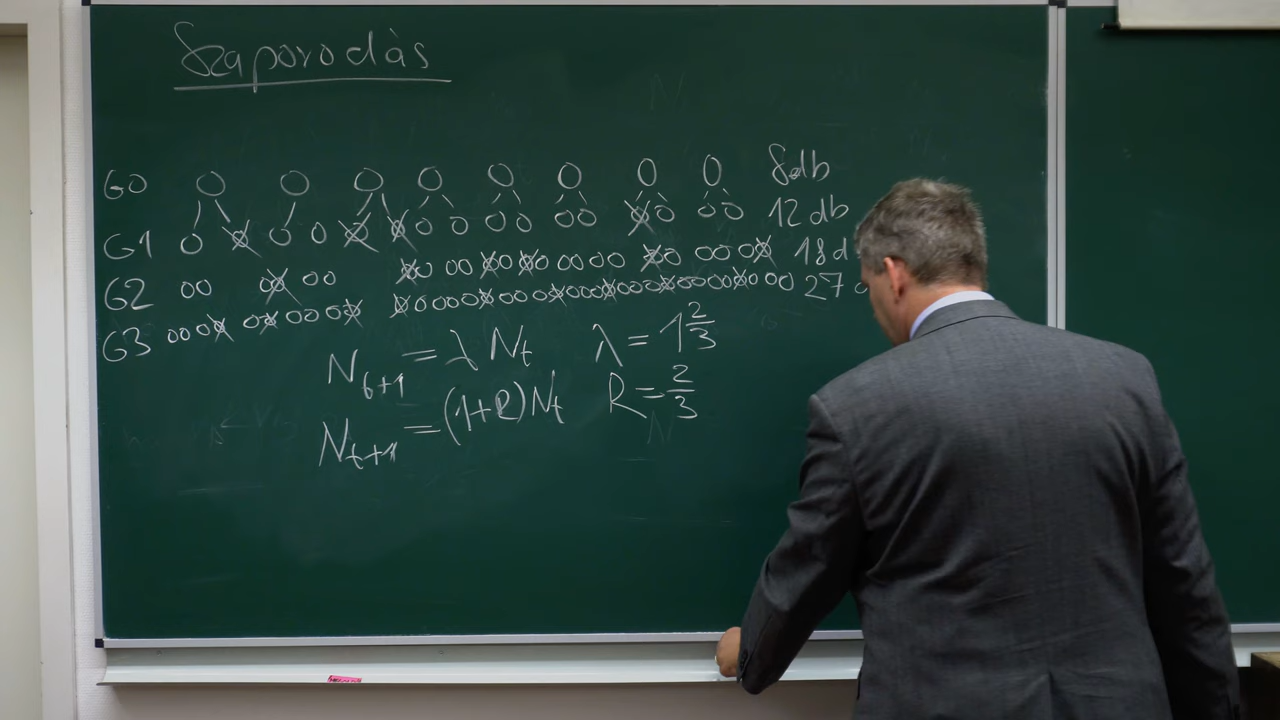 Szaporodás
G0 8 db
G1 12 db
G2 18 d
G3 27
N_{t+1} = λ N_t λ = 1 2/3
N_{t+1} = (1+R) N_t R = 2/3